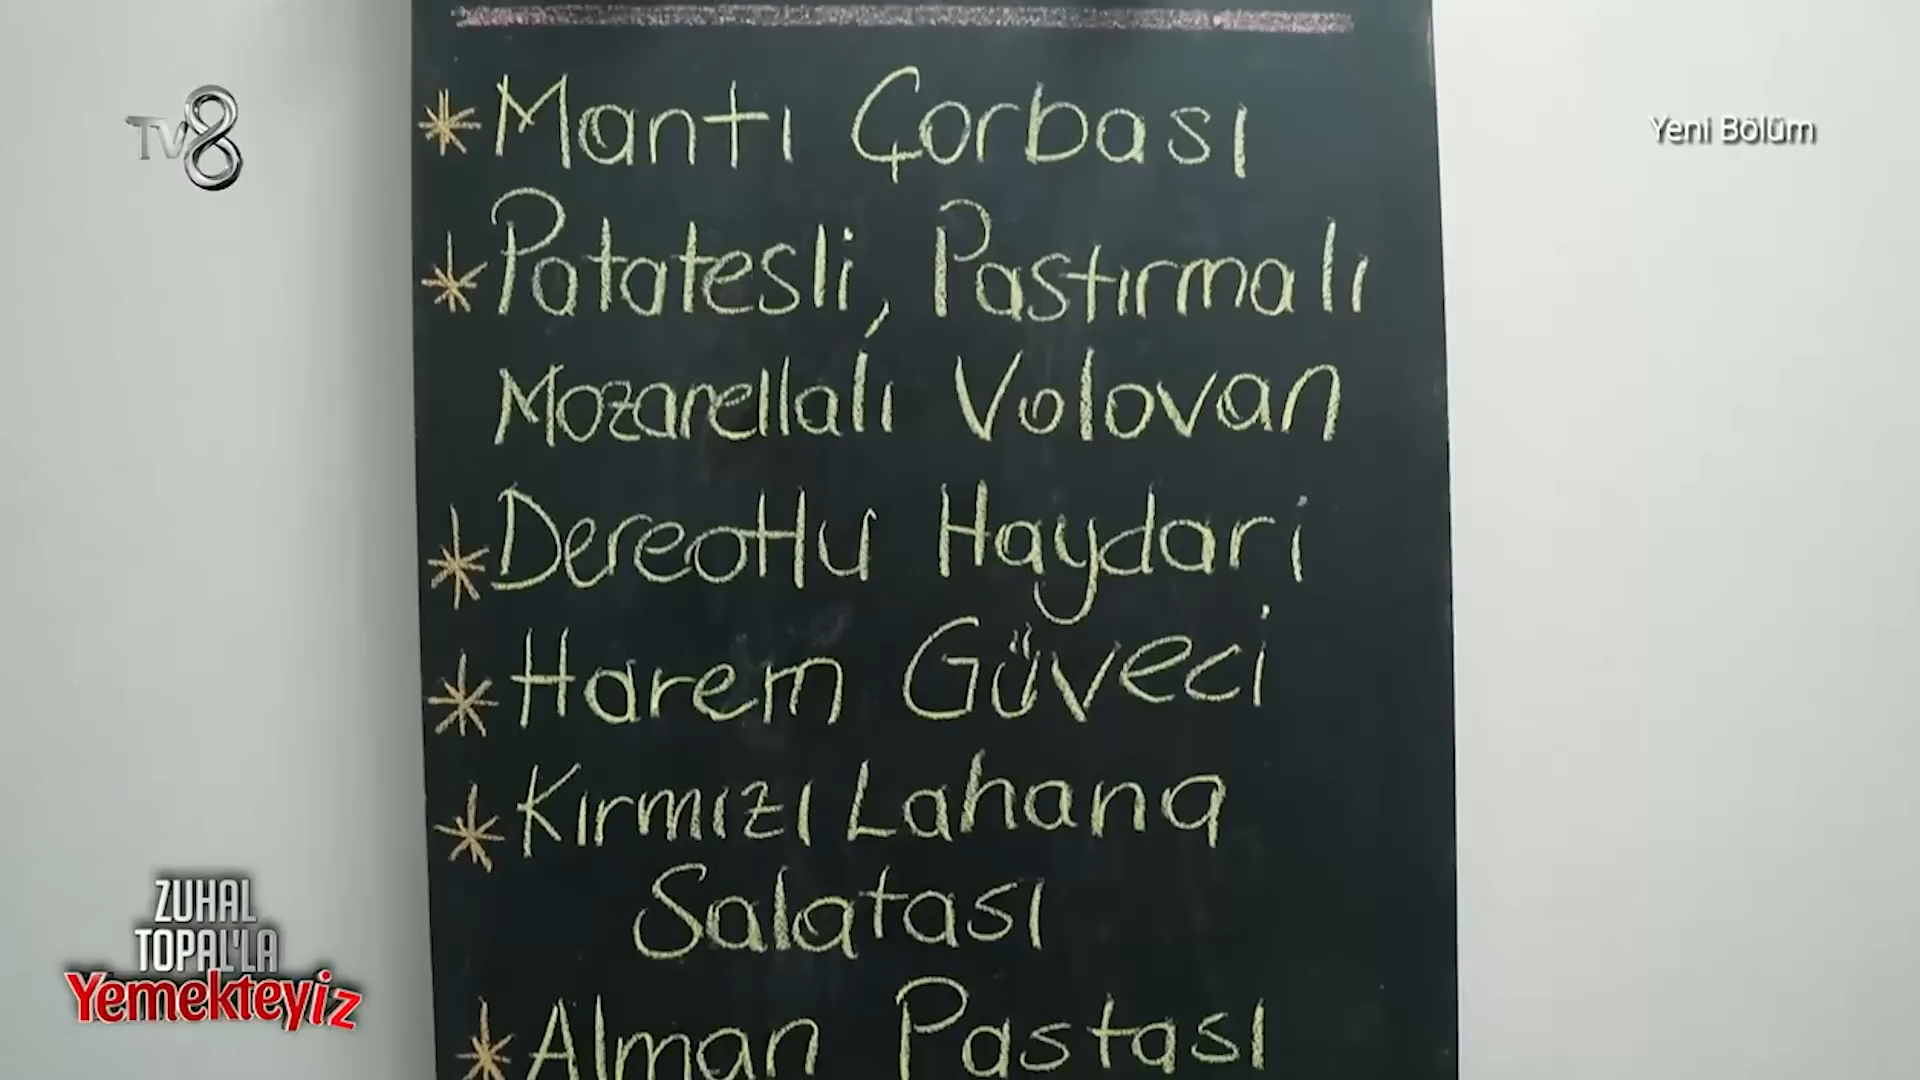 TV8
Yeni Bölüm
Mantı Çorbası
Patatesli, Pastırmalı
Mozarellalı Volovan
Dereotlu Haydari
Harem Güveci
Kırmızı Lahana
Salatası
Alman Pastası
ZUHAL
TOPAL'LA
Yemekteyiz